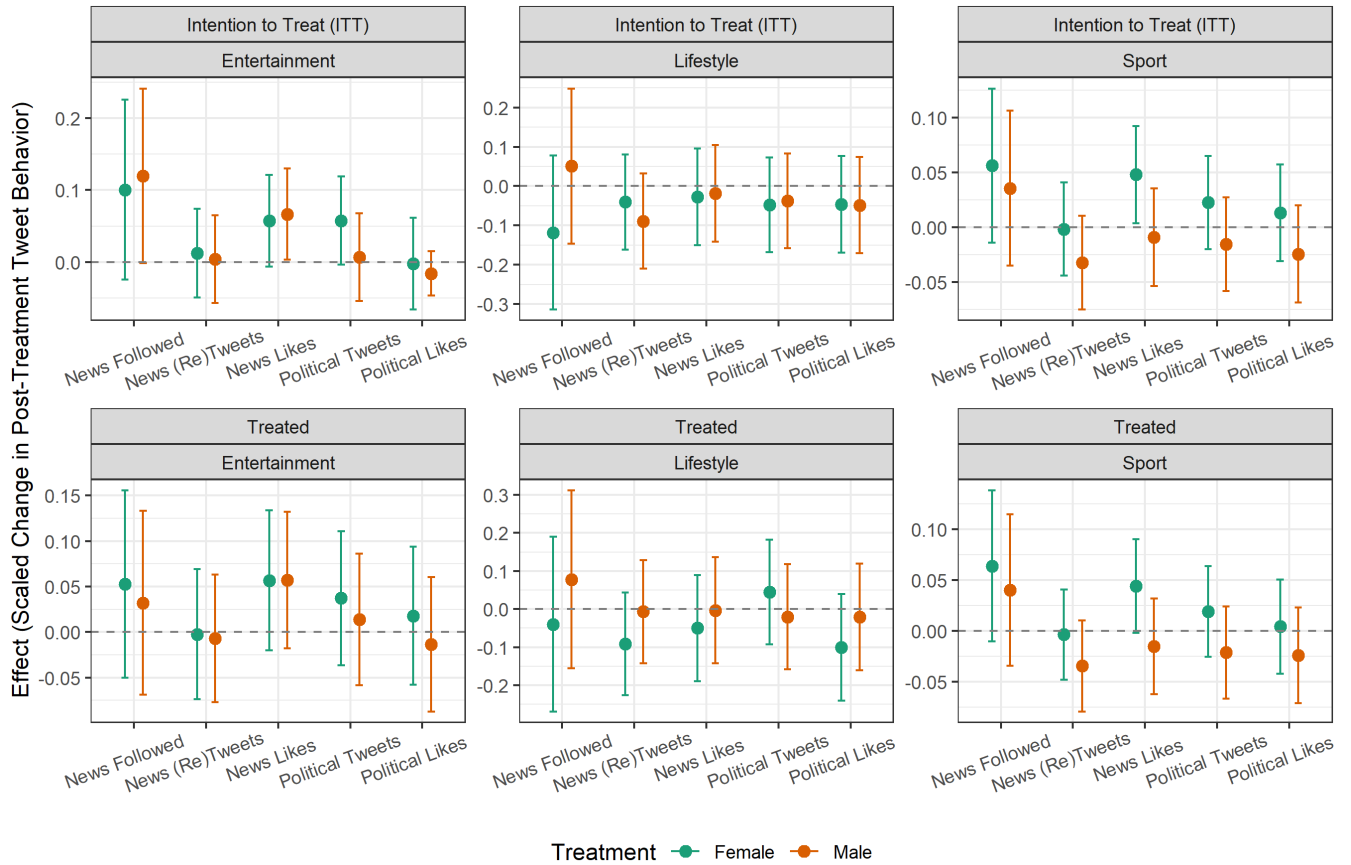 Effect (Scaled Change in Post-Treatment Tweet Behavior)
Intention to Treat (ITT)
Entertainment
0.2
0.1
0.0
News Followed
News (Re)Tweets
News Likes
Political Tweets
Political Likes
Intention to Treat (ITT)
Lifestyle
0.2
0.1
0.0
-0.1
-0.2
-0.3
News Followed
News (Re)Tweets
News Likes
Political Tweets
Political Likes
Intention to Treat (ITT)
Sport
0.10
0.05
0.00
-0.05
News Followed
News (Re)Tweets
News Likes
Political Tweets
Political Likes
Treated
Entertainment
0.15
0.10
0.05
0.00
-0.05
News Followed
News (Re)Tweets
News Likes
Political Tweets
Political Likes
Treated
Lifestyle
0.3
0.2
0.1
0.0
-0.1
-0.2
News Followed
News (Re)Tweets
News Likes
Political Tweets
Political Likes
Treated
Sport
0.10
0.05
0.00
-0.05
News Followed
News (Re)Tweets
News Likes
Political Tweets
Political Likes
Treatment Female Male